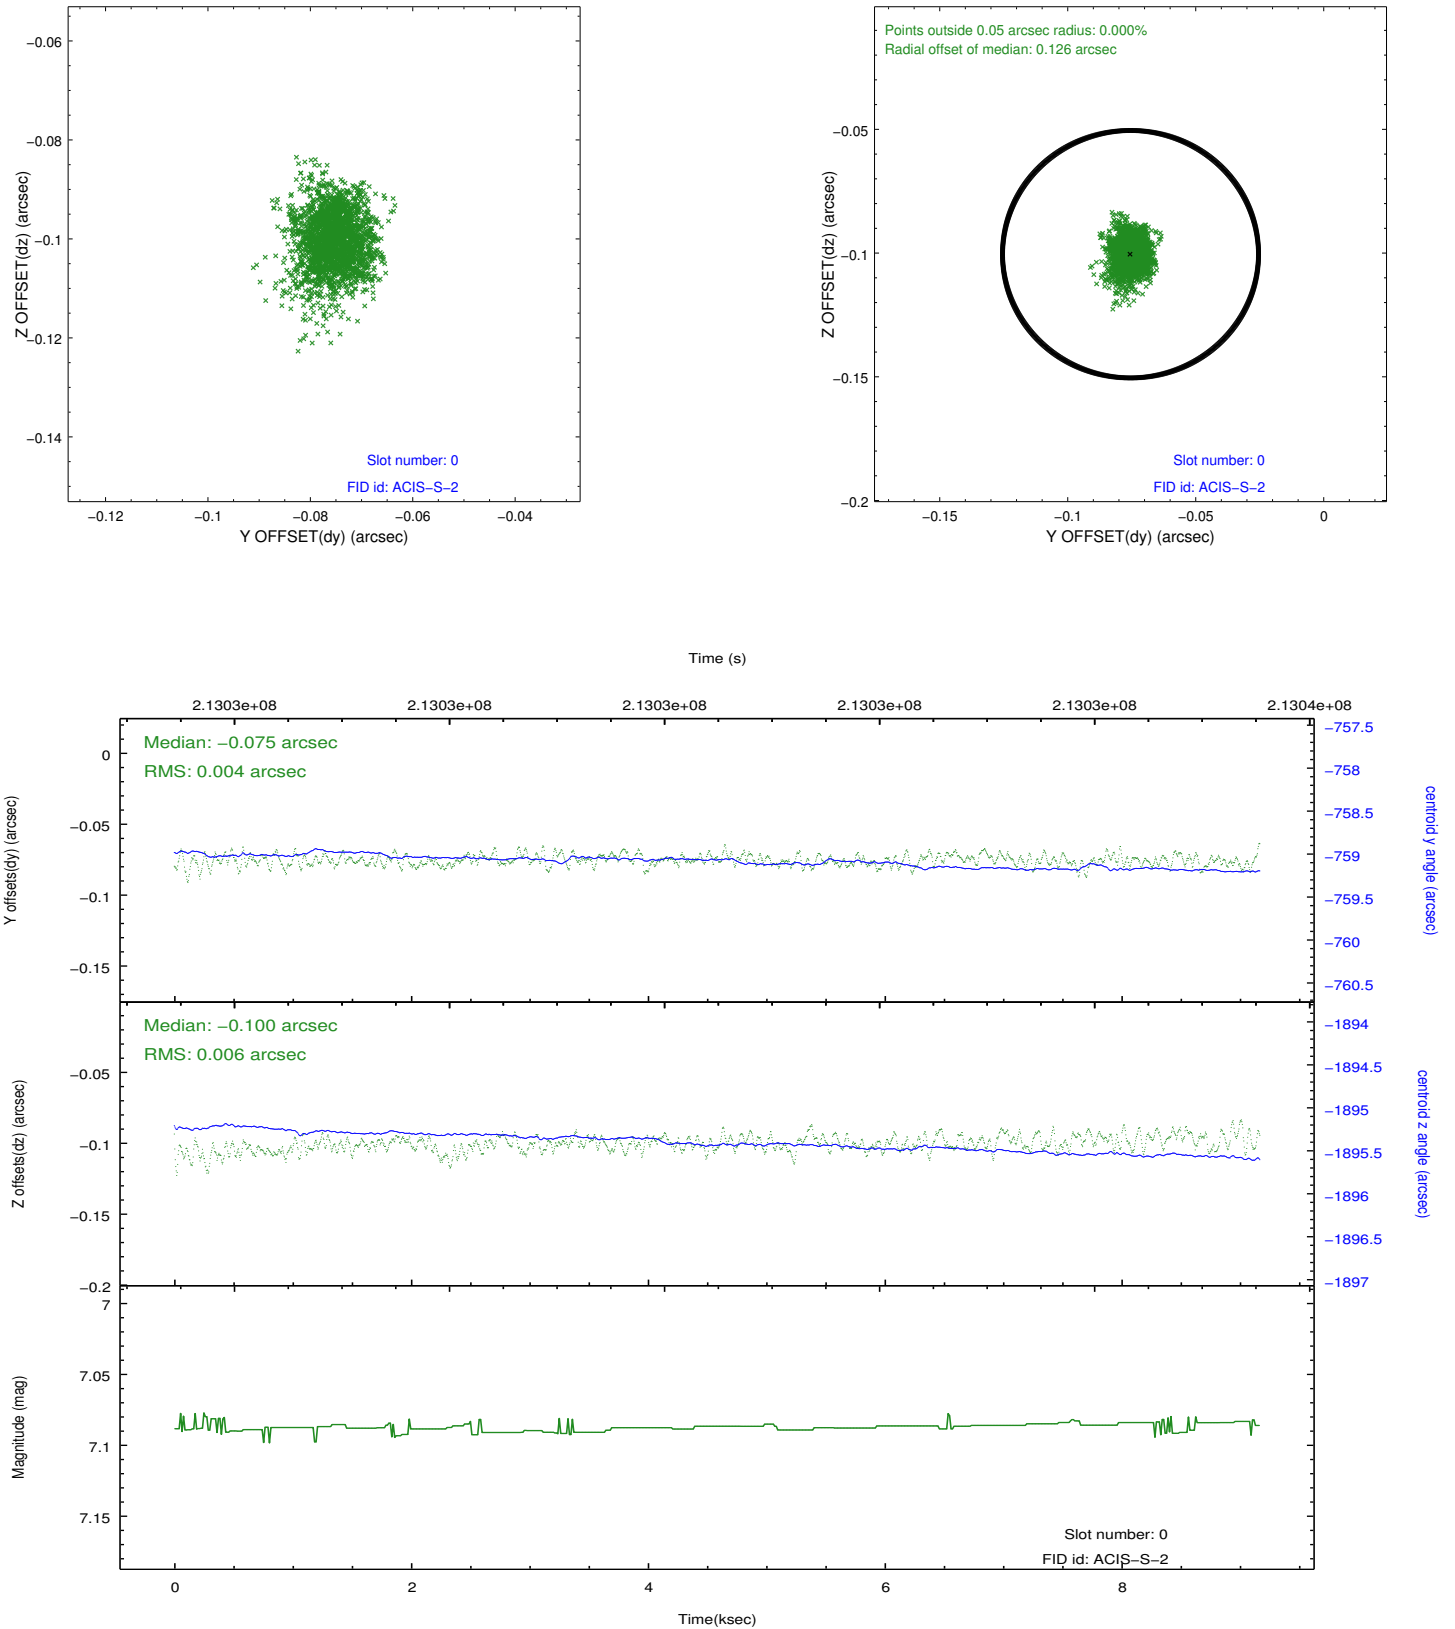 −0.06
−0.08
−0.1
−0.12
−0.14
Z OFFSET(dz) (arcsec)
Slot number: 0
FID id: ACIS−S−2
−0.12 −0.1 −0.08 −0.06 −0.04
Y OFFSET(dy) (arcsec)
Points outside 0.05 arcsec radius: 0.000%
Radial offset of median: 0.126 arcsec
−0.05
−0.1
−0.15
−0.2
Z OFFSET(dz) (arcsec)
Slot number: 0
FID id: ACIS−S−2
−0.15 −0.1 −0.05 0
Y OFFSET(dy) (arcsec)
Time (s)
2.1303e+08 2.1303e+08 2.1303e+08 2.1303e+08 2.1303e+08 2.1304e+08
Median: −0.075 arcsec
RMS: 0.004 arcsec
0
−0.05
−0.1
−0.15
Y offsets(dy) (arcsec)
−757.5
−758
−758.5
−759
−759.5
−760
−760.5
centroid y angle (arcsec)
Median: −0.100 arcsec
RMS: 0.006 arcsec
−0.05
−0.1
−0.15
−0.2
Z offsets(dz) (arcsec)
−1894
−1894.5
−1895
−1895.5
−1896
−1896.5
−1897
centroid z angle (arcsec)
7
7.05
7.1
7.15
Magnitude (mag)
Slot number: 0
FID id: ACIS−S−2
0 2 4 6 8
Time(ksec)